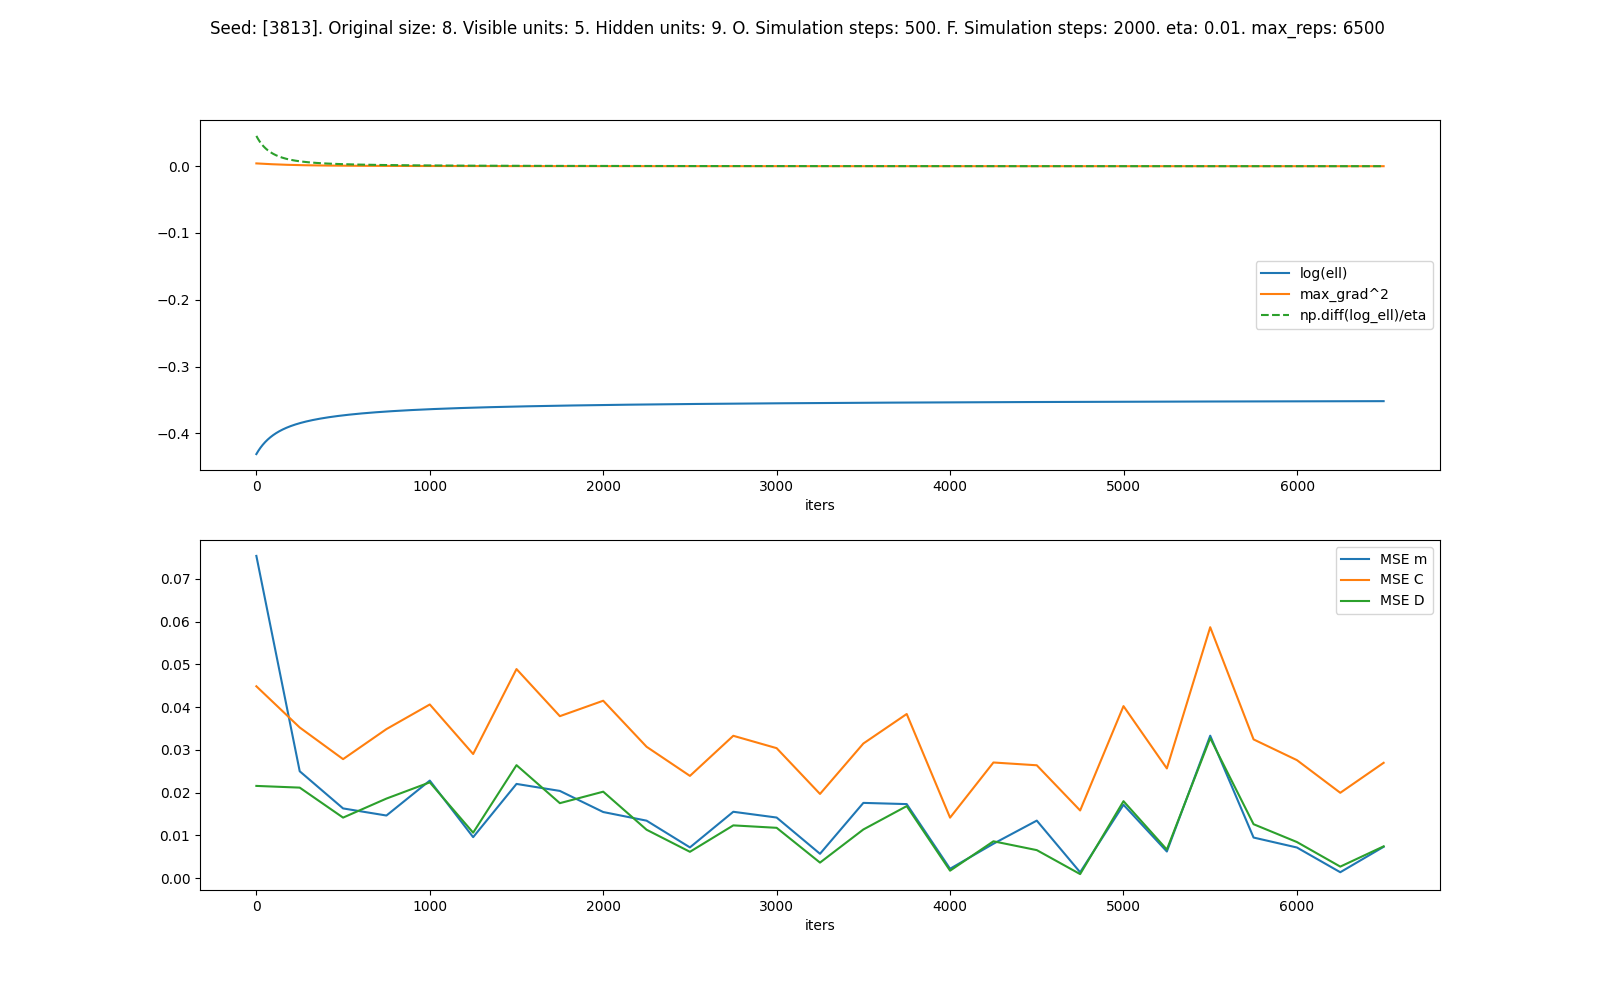 Seed: [3813]. Original size: 8. Visible units: 5. Hidden units: 9. O. Simulation steps: 500. F. Simulation steps: 2000. eta: 0.01. max_reps: 6500
0.0
−0.1
−0.2
−0.3
−0.4
log(ell)
max_grad^2
np.diff(log_ell)/eta
0 1000 2000 3000 4000 5000 6000
iters
0.07
0.06
0.05
0.04
0.03
0.02
0.01
0.00
MSE m
MSE C
MSE D
0 1000 2000 3000 4000 5000 6000
iters